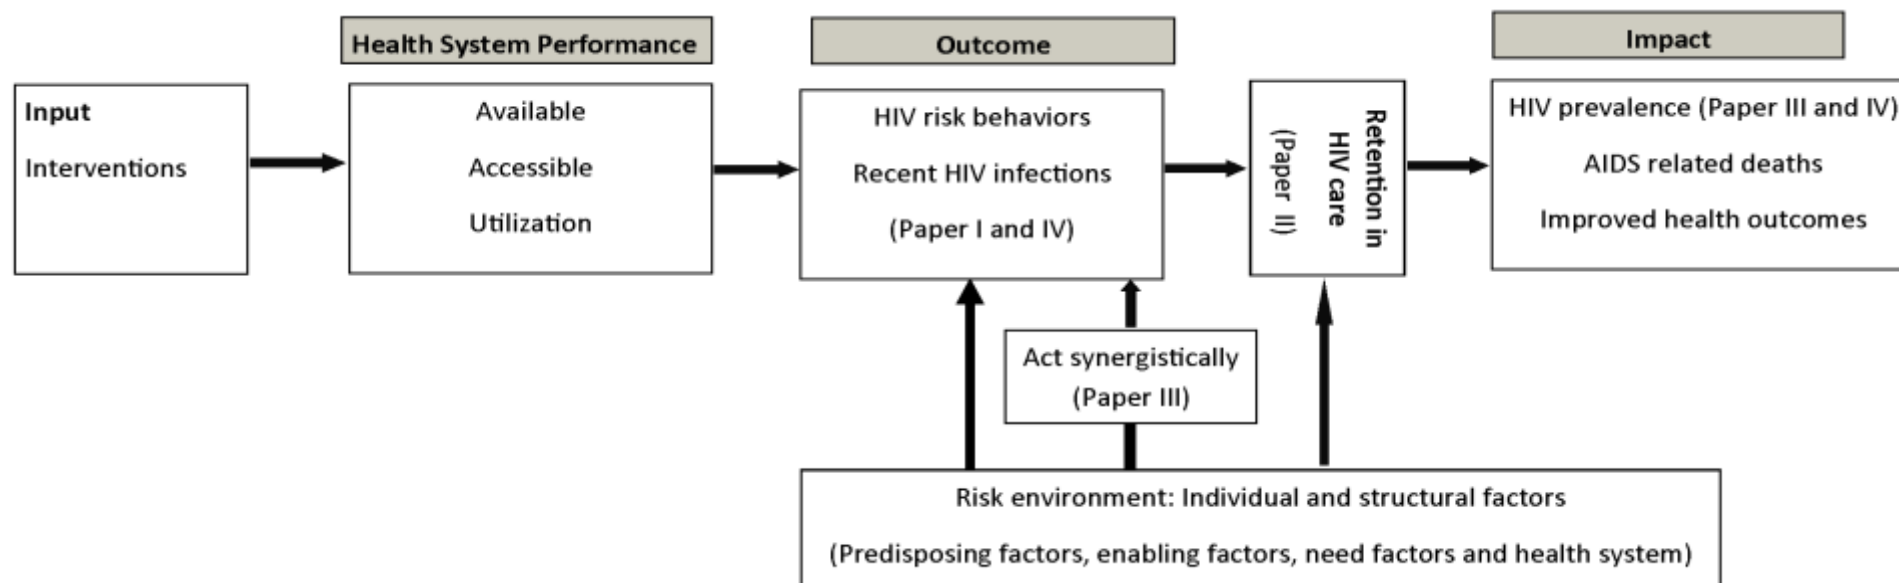 Health System Performance
Outcome
Impact
Input
Interventions
Available
Accessible
Utilization
HIV risk behaviors
Recent HIV infections
(Paper I and IV)
Retention in
HIV care
(Paper II)
HIV prevalence (Paper III and IV)
AIDS related deaths
Improved health outcomes
Act synergistically
(Paper III)
Risk environment: Individual and structural factors
(Predisposing factors, enabling factors, need factors and health system)